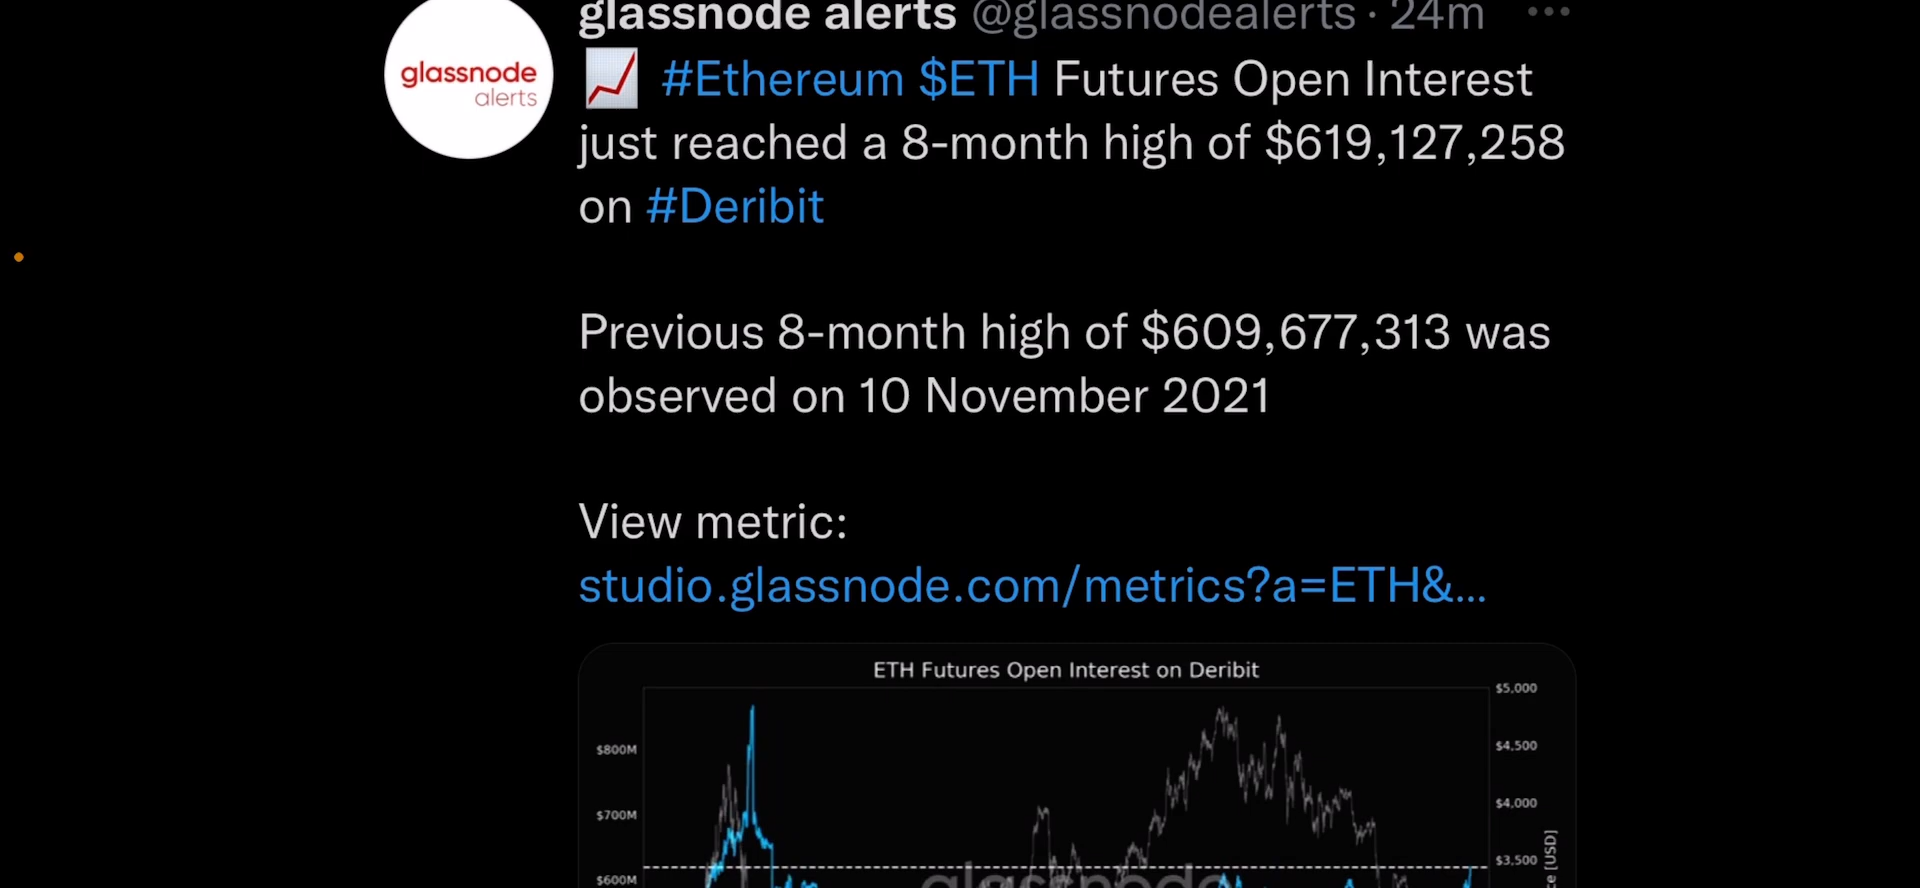 glassnode alerts @glassnodealerts · 24m ...
glassnode
alerts
#Ethereum $ETH Futures Open Interest
just reached a 8-month high of $619,127,258
on #Deribit
Previous 8-month high of $609,677,313 was
observed on 10 November 2021
View metric:
studio.glassnode.com/metrics?a=ETH&...
ETH Futures Open Interest on Deribit
$5,000
$800M
$4,500
$4,000
$700M
$3,500
$600M
glassnode
[USD]